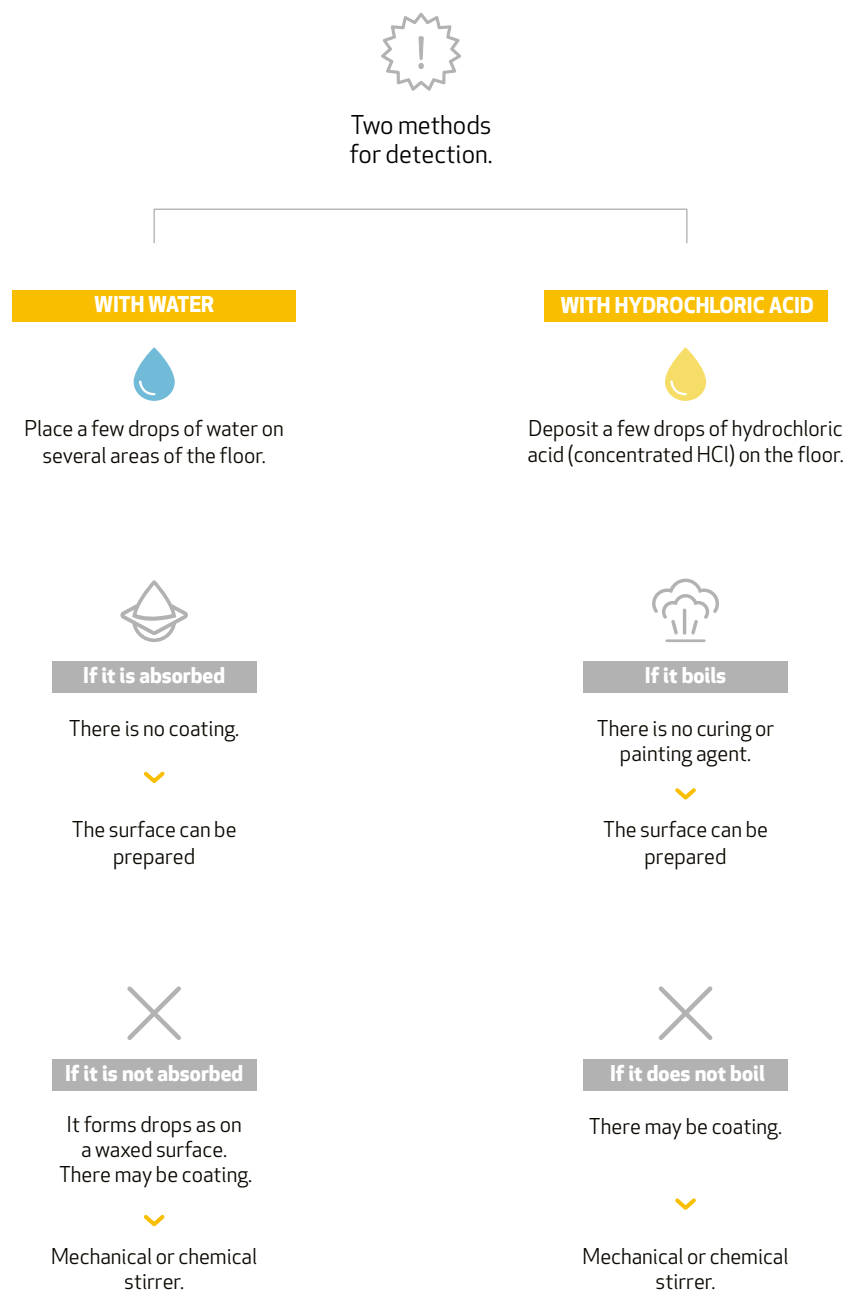 Two methods
for detection.
WITH WATER
Place a few drops of water on
several areas of the floor.
If it is absorbed
There is no coating.
The surface can be
prepared
If it is not absorbed
It forms drops as on
a waxed surface.
There may be coating.
Mechanical or chemical
stirrer.
WITH HYDROCHLORIC ACID
Deposit a few drops of hydrochloric
acid (concentrated HCl) on the floor.
If it boils
There is no curing or
painting agent.
The surface can be
prepared
If it does not boil
There may be coating.
Mechanical or chemical
stirrer.